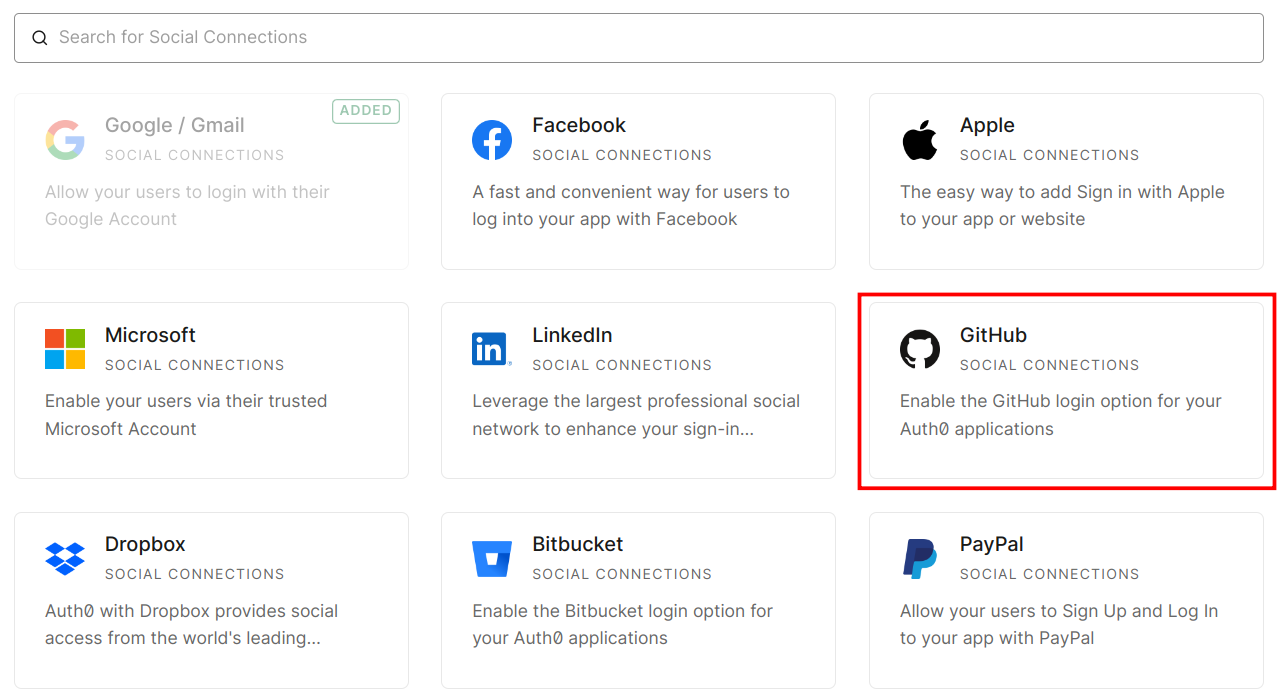 Search for Social Connections
Google / Gmail
ADDED
SOCIAL CONNECTIONS
Allow your users to login with their
Google Account
Facebook
SOCIAL CONNECTIONS
A fast and convenient way for users to
log into your app with Facebook
Apple
SOCIAL CONNECTIONS
The easy way to add Sign in with Apple
to your app or website
Microsoft
SOCIAL CONNECTIONS
Enable your users via their trusted
Microsoft Account
in
LinkedIn
SOCIAL CONNECTIONS
Leverage the largest professional social
network to enhance your sign-in...
GitHub
SOCIAL CONNECTIONS
Enable the GitHub login option for your
Auth0 applications
Dropbox
SOCIAL CONNECTIONS
Auth0 with Dropbox provides social
access from the world's leading...
Bitbucket
SOCIAL CONNECTIONS
Enable the Bitbucket login option for
your Auth0 applications
PayPal
SOCIAL CONNECTIONS
Allow your users to Sign Up and Log In
to your app with PayPal